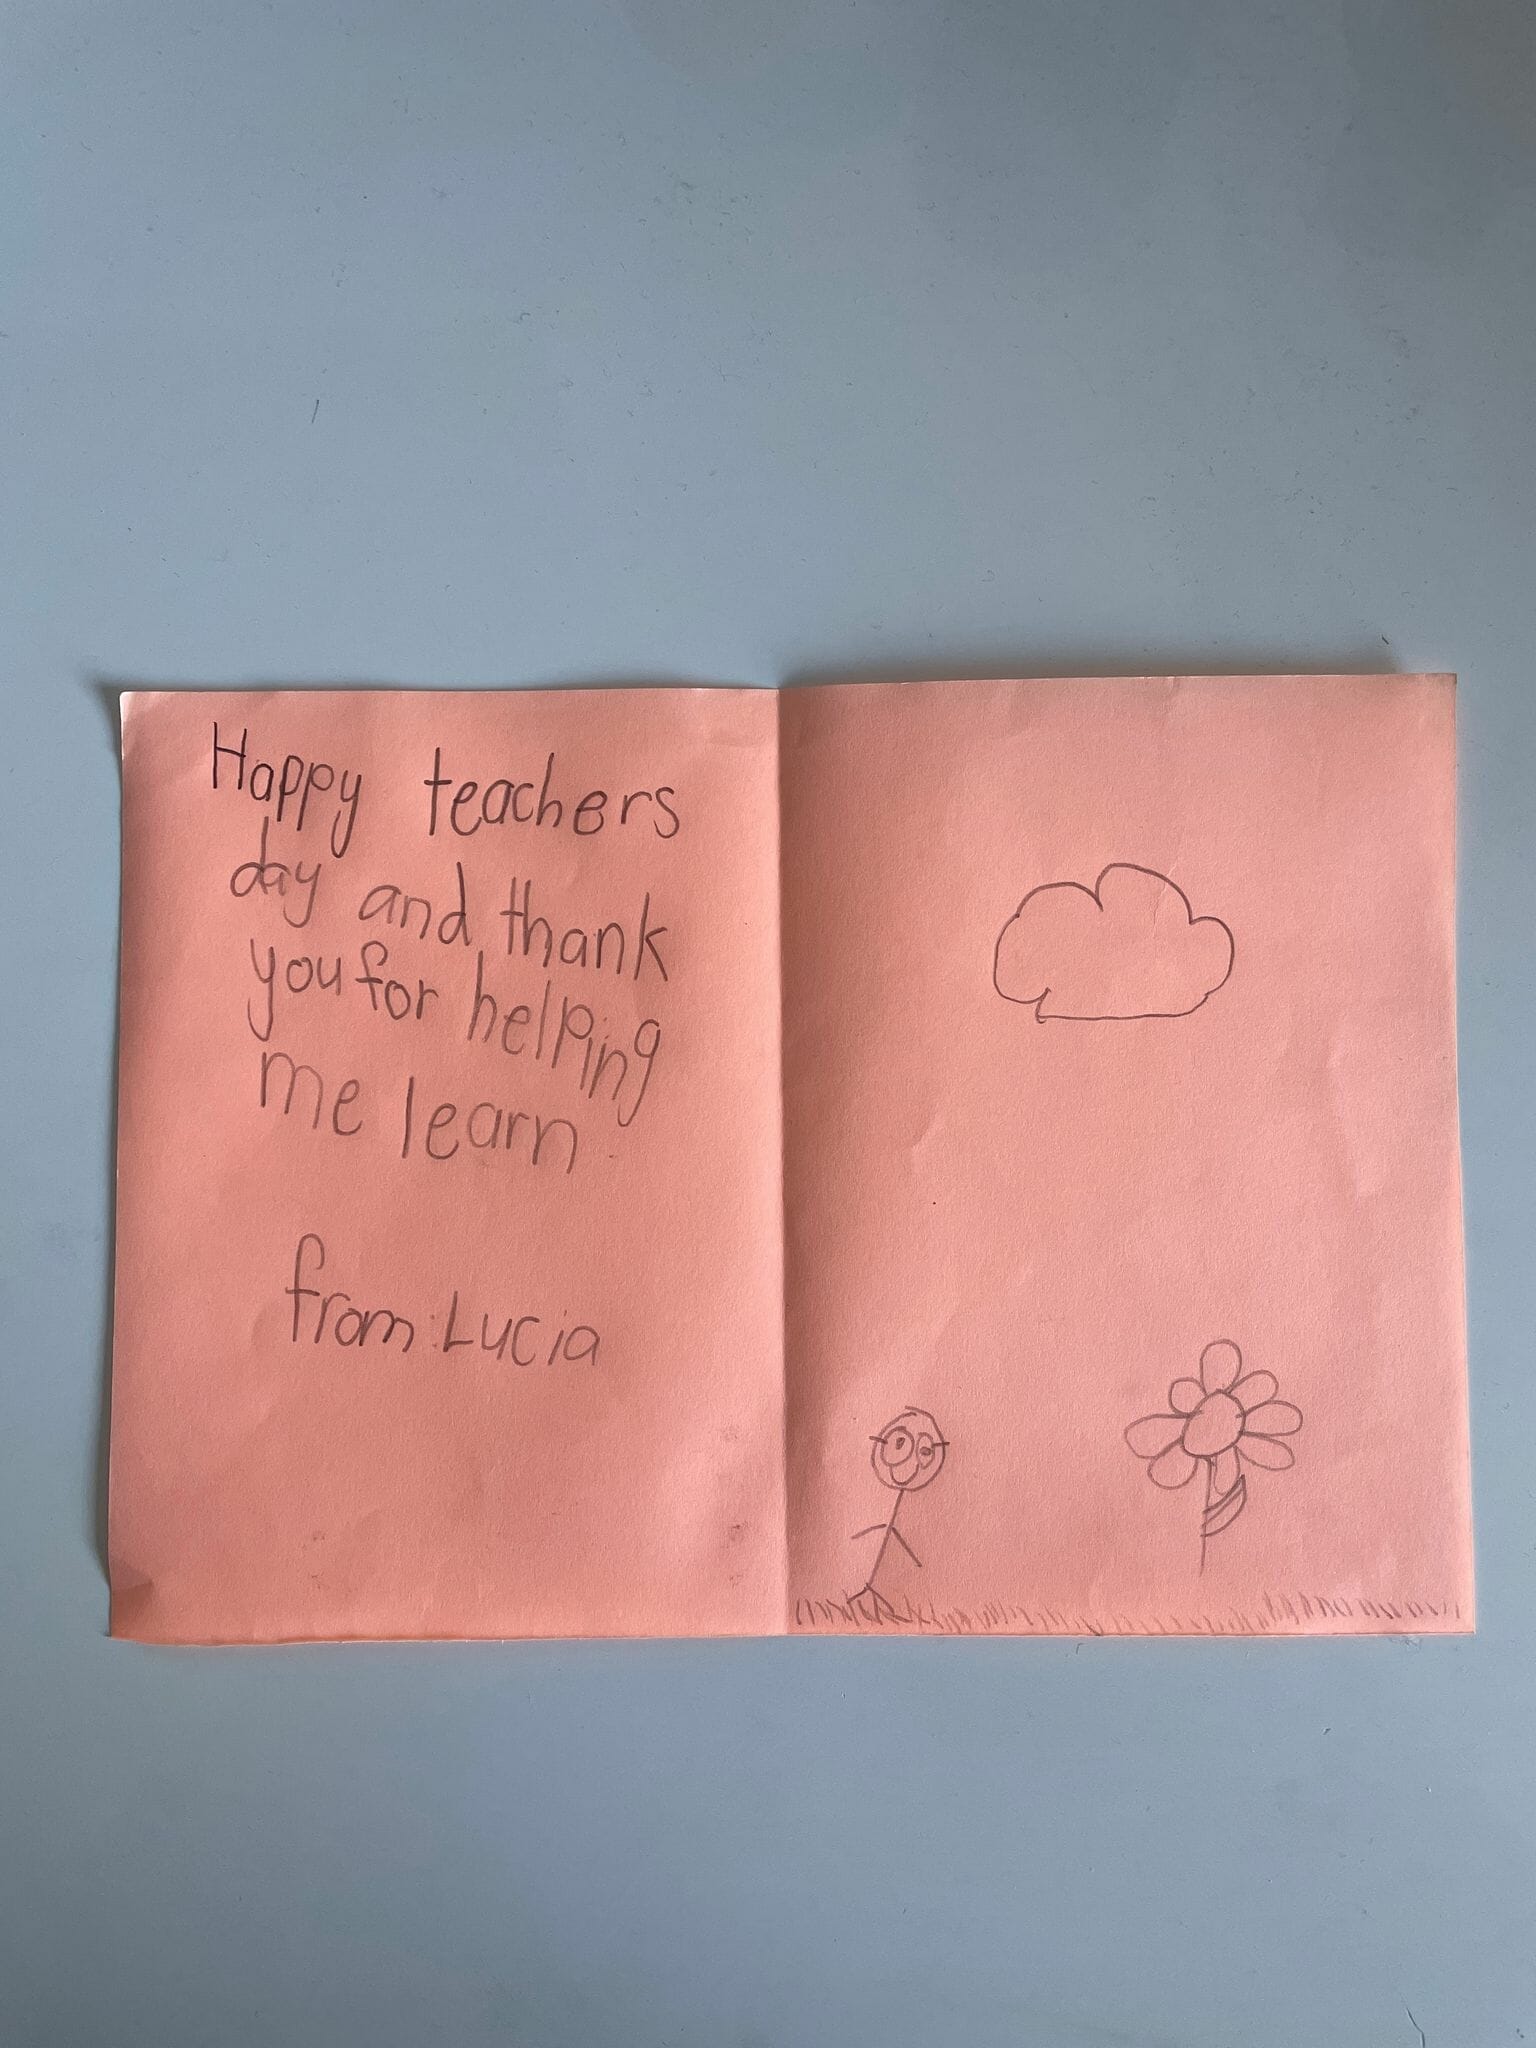 Happy teachers
day and thank
you for helping
me learn
from: Lucia